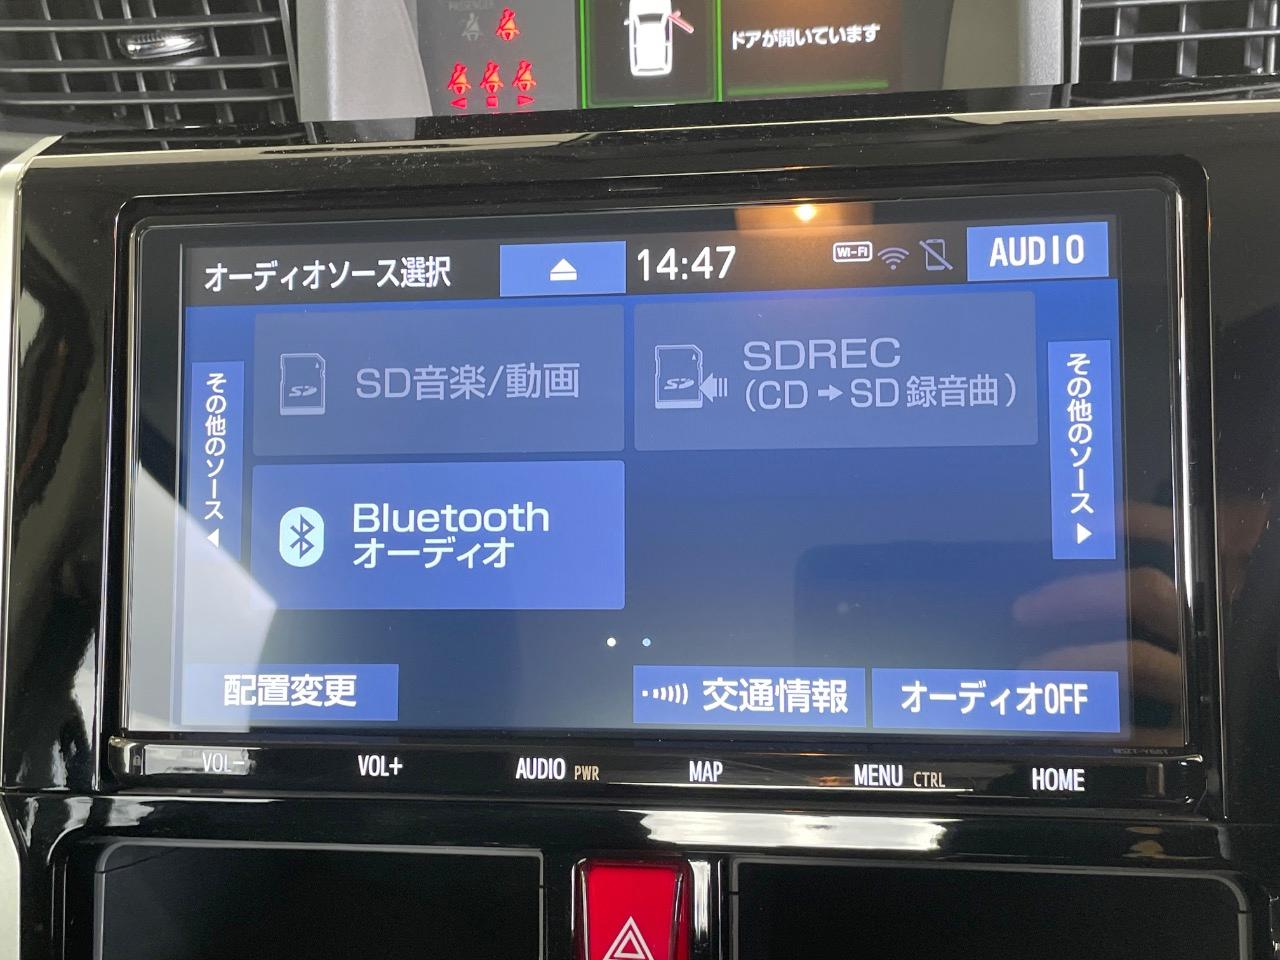 PASSENGER
ドアが開いています
オーディオソース選択
14:47
Wi-Fi
AUDIO
その他のソース
SD音楽/動画
SDREC
(CD➡SD録音曲)
その他のソース
Bluetooth
オーディオ
配置変更
交通情報
オーディオOFF
VOL-
VOL+
AUDIO PWR
MAP
MENU CTRL
HOME